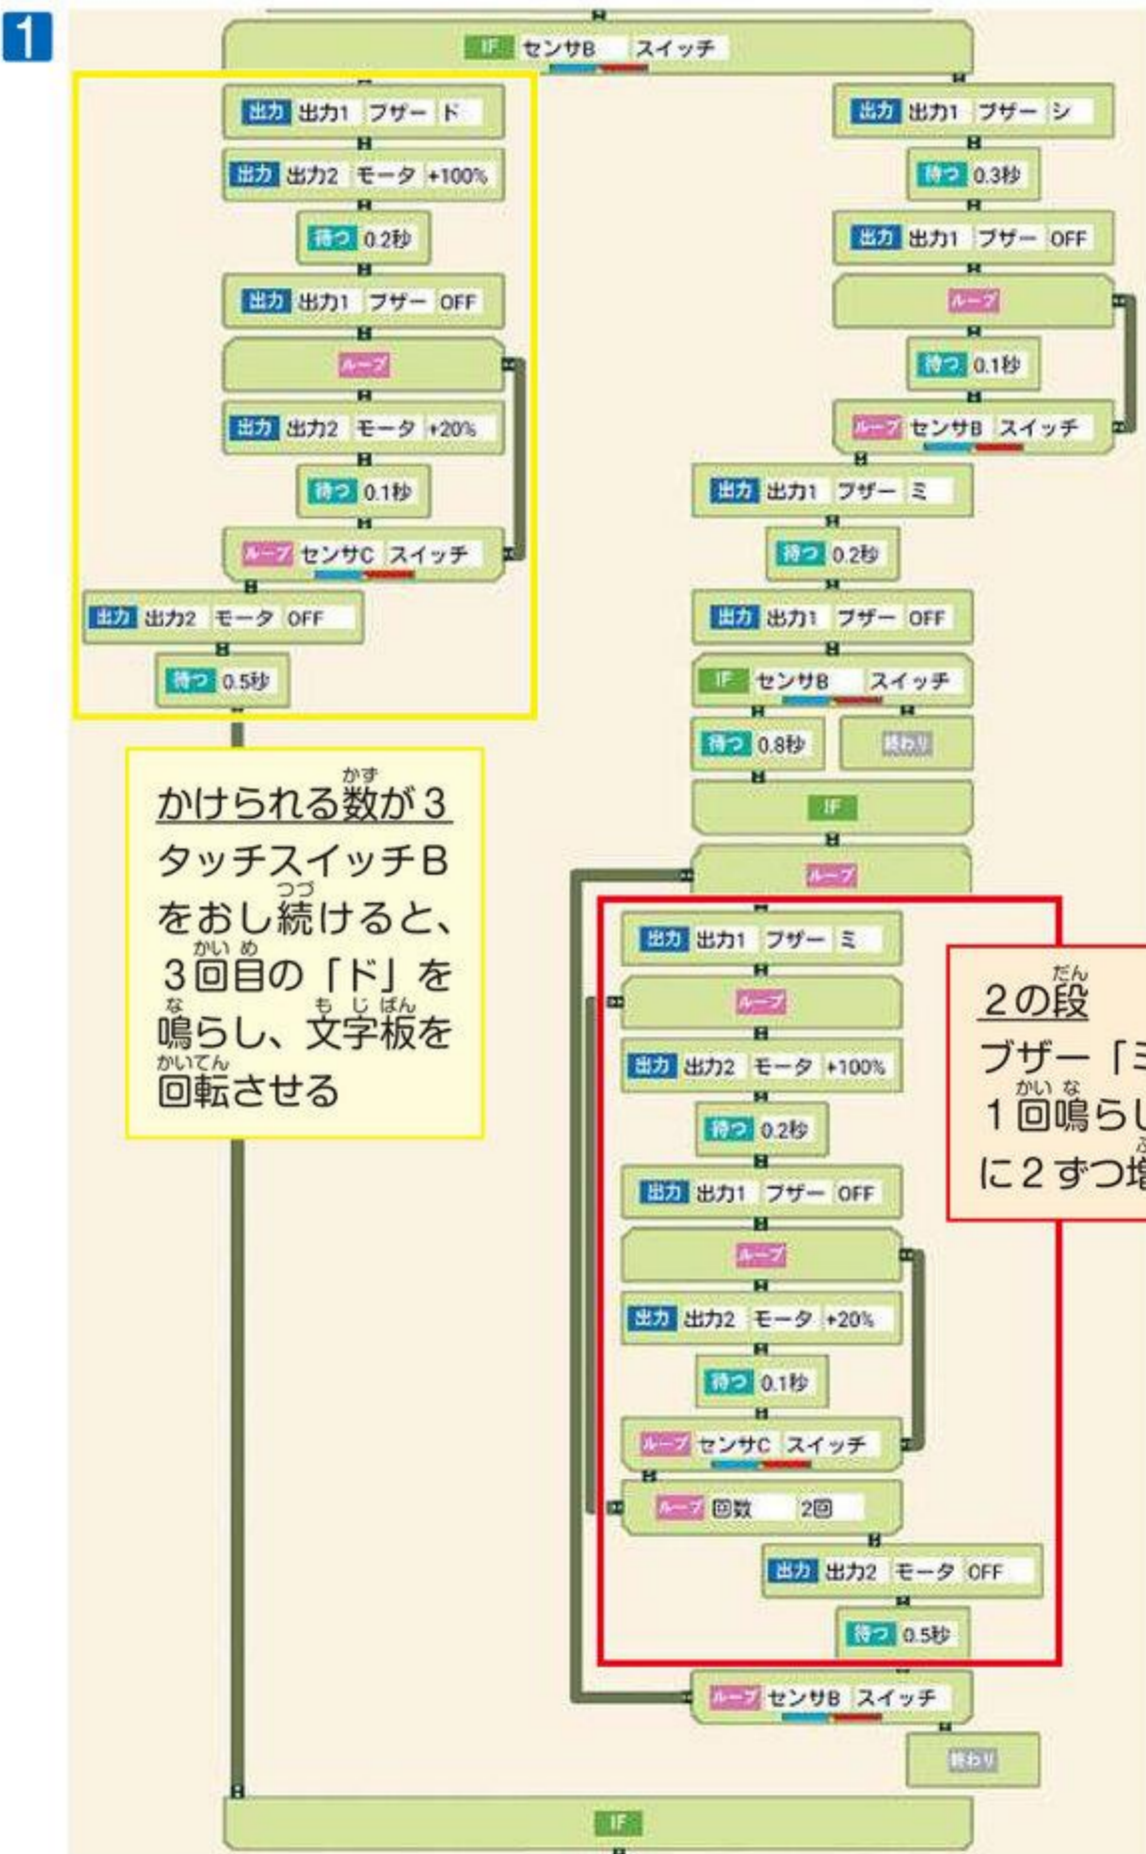 1
IF センサB スイッチ
出力 出力1 ブザー ド
出力 出力2 モータ +100%
待つ 0.2秒
出力 出力1 ブザー OFF
ループ
出力 出力2 モータ +20%
待つ 0.1秒
ループ センサC スイッチ
出力 出力2 モータ OFF
待つ 0.5秒
かけられる数が3
かず
タッチスイッチB
をおし続けると、
つづ
3回目の「ド」を
かいめ
鳴らし、文字板を
な もじばん
回転させる
かいてん
出力 出力1 ブザー シ
待つ 0.3秒
出力 出力1 ブザー OFF
ループ
待つ 0.1秒
ループ センサB スイッチ
出力 出力1 ブザー ミ
待つ 0.2秒
出力 出力1 ブザー OFF
IF センサB スイッチ
待つ 0.8秒
終わり
IF
ループ
出力 出力1 ブザー ミ
ループ
出力 出力2 モータ +100%
待つ 0.2秒
出力 出力1 ブザー OFF
ループ
出力 出力2 モータ +20%
待つ 0.1秒
ループ センサC スイッチ
ループ 回数 2回
出力 出力2 モータ OFF
待つ 0.5秒
2の段
だん
ブザー「ミ
1回鳴らし
かい な
に2ずつ増
ループ センサB スイッチ
終わり
IF